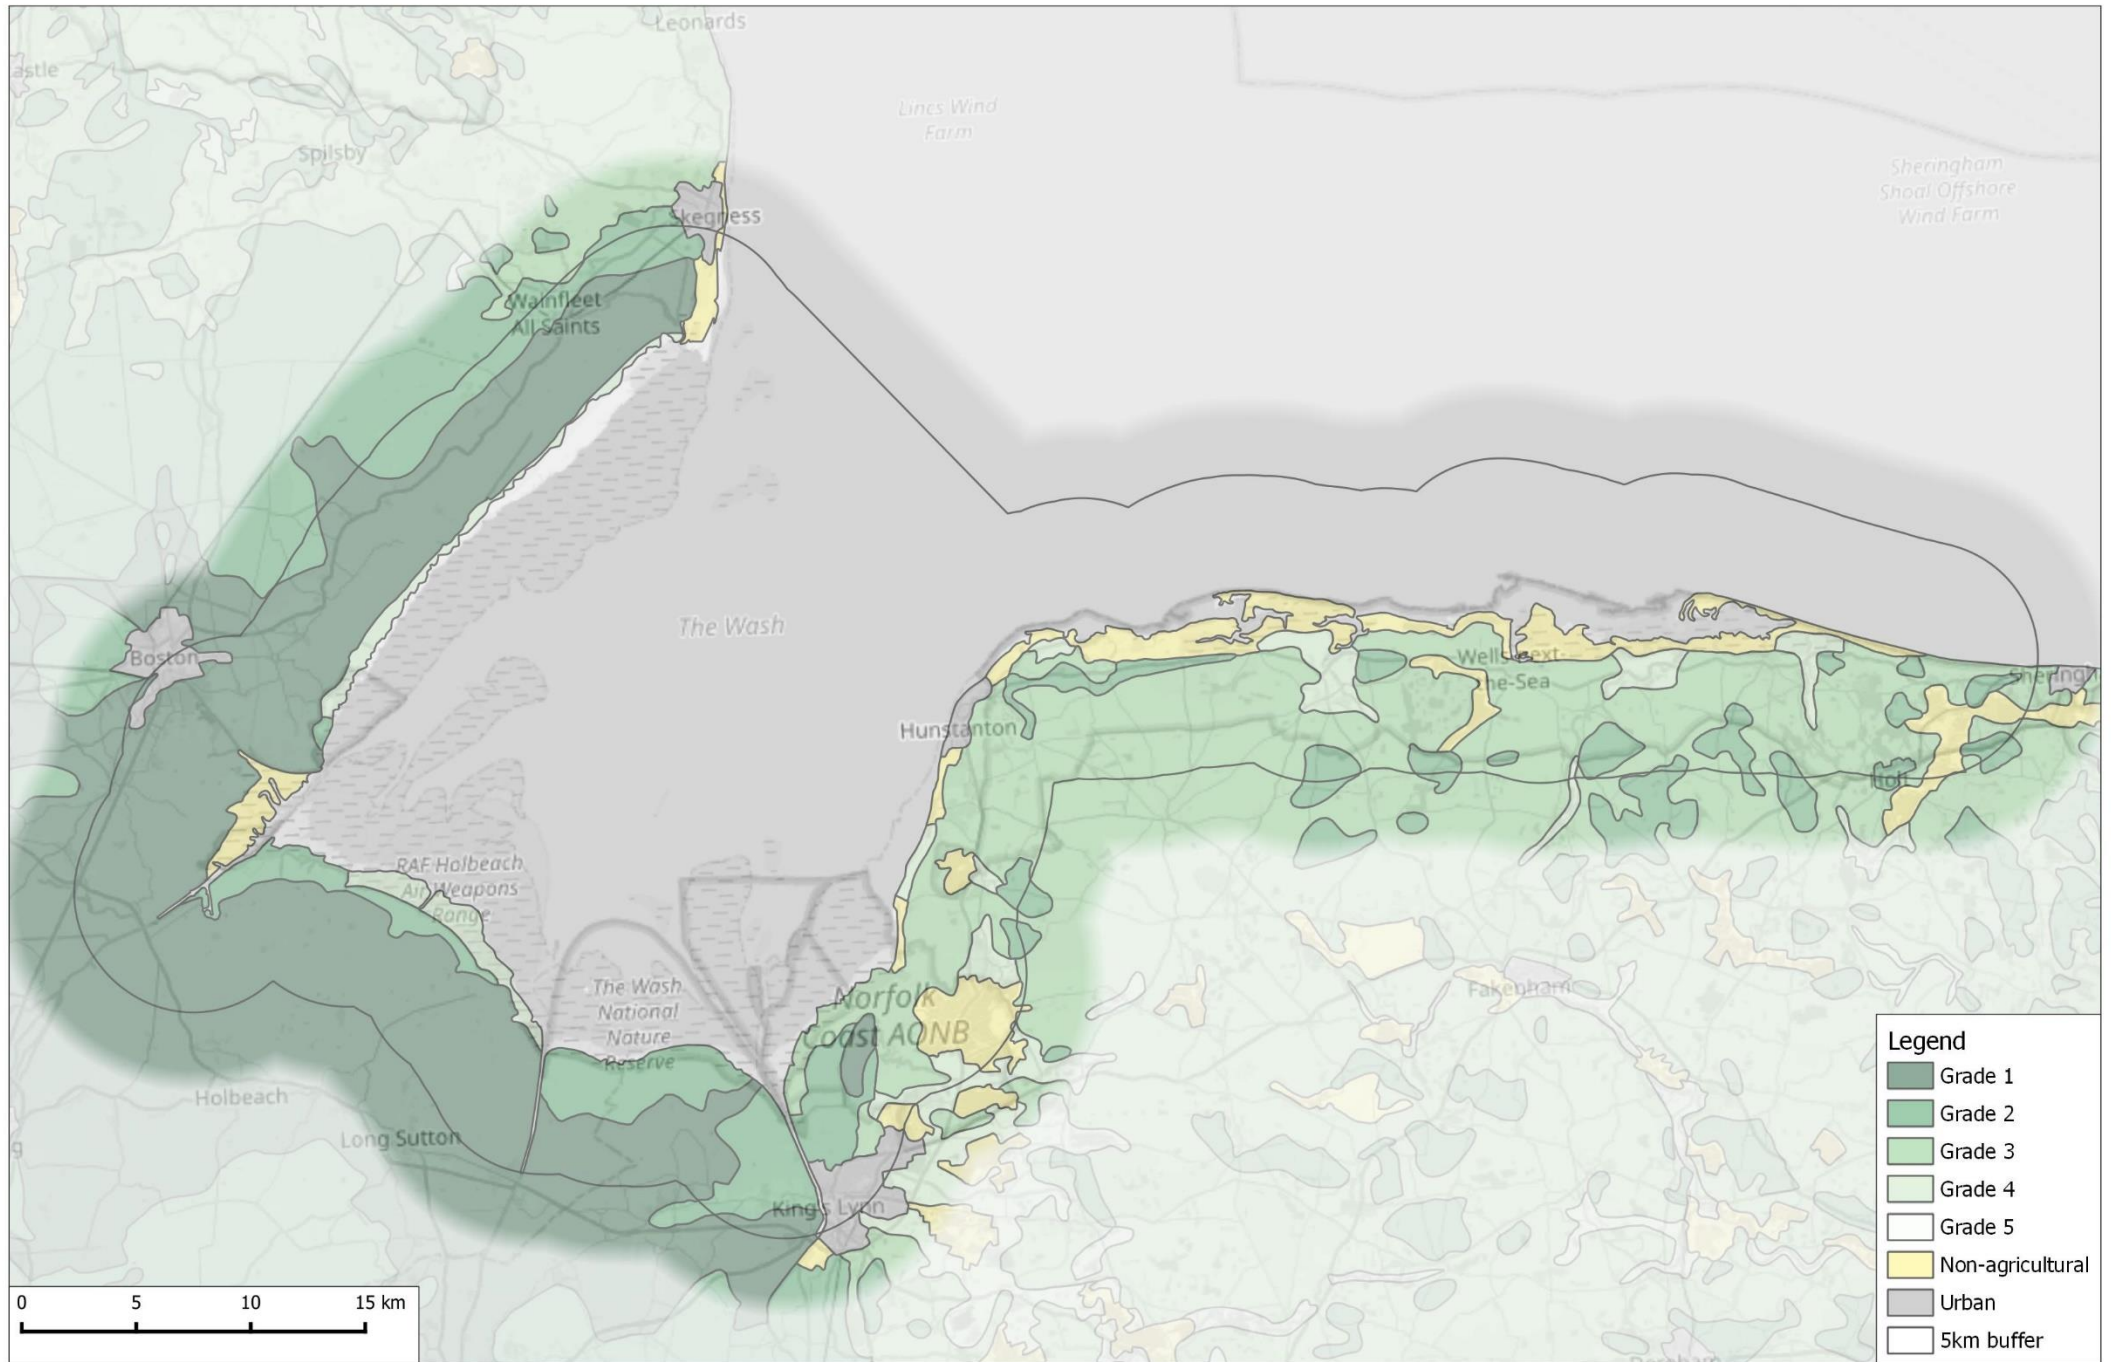 Leonards
astle
Lincs Wind
Farm
Spilsby
Sheringham
Shoal Offshore
Wind Farm
Skegness
Wainfleet
All Saints
The Wash
Boston
Wells-next-
the-Sea
Sheringh
Hunstanton
Holt
RAF Holbeach
Air Weapons
Range
The Wash
National
Nature
Reserve
Norfolk
Coast AONB
Fakenham
Holbeach
Long Sutton
g
King's Lynn
Dereham
Legend
Grade 1
Grade 2
Grade 3
Grade 4
Grade 5
Non-agricultural
Urban
5km buffer
0 5 10 15 km